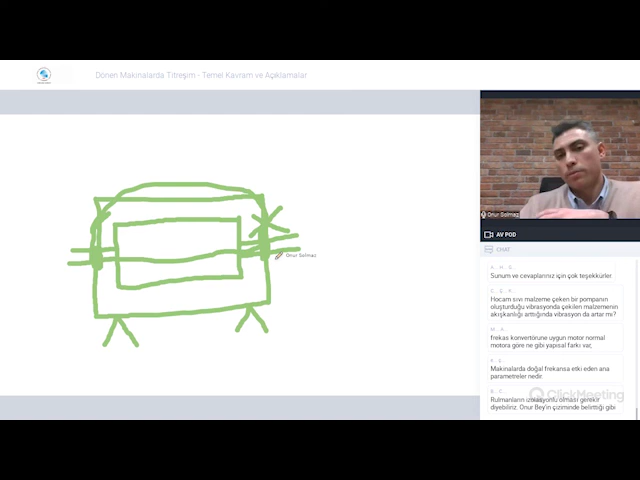 Dönen Makinalarda Titreşim - Temel Kavram ve Açıklamalar
Onur Solmaz
Onur Solmaz
AV POD
CHAT
Sunum ve cevaplarınız için çok teşekkürler
Hocam sıvı malzeme çeken bir pompanın
oluşturduğu vibrasyonda çekilen malzemenin
akışkanlığı arttığında vibrasyon da artar mı?
frekas konvertörune uygun motor normal
motora göre ne gibi yapısal farkı var,
Makinalarda doğal frekansa etki eden ana
parametreler nedir
ClickMeeting
Rulmanların izolasyonlu olması gerekir
diyebiliriz. Onur Bey'in çiziminde belirttiği gibi